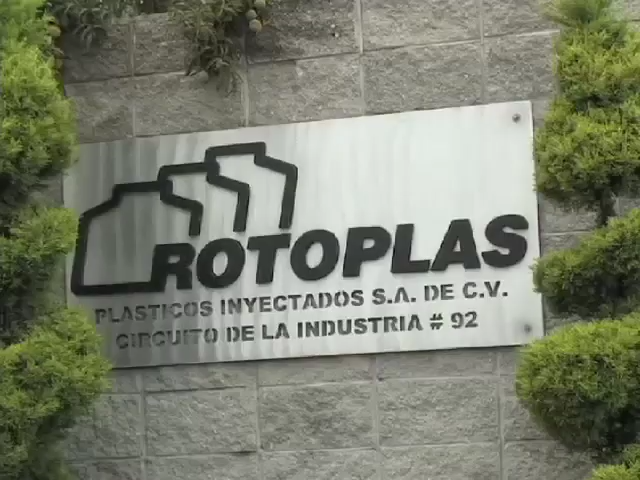 ROTOPLAS
PLASTICOS INYECTADOS S.A. DE C.V.
CIRCUITO DE LA INDUSTRIA # 92